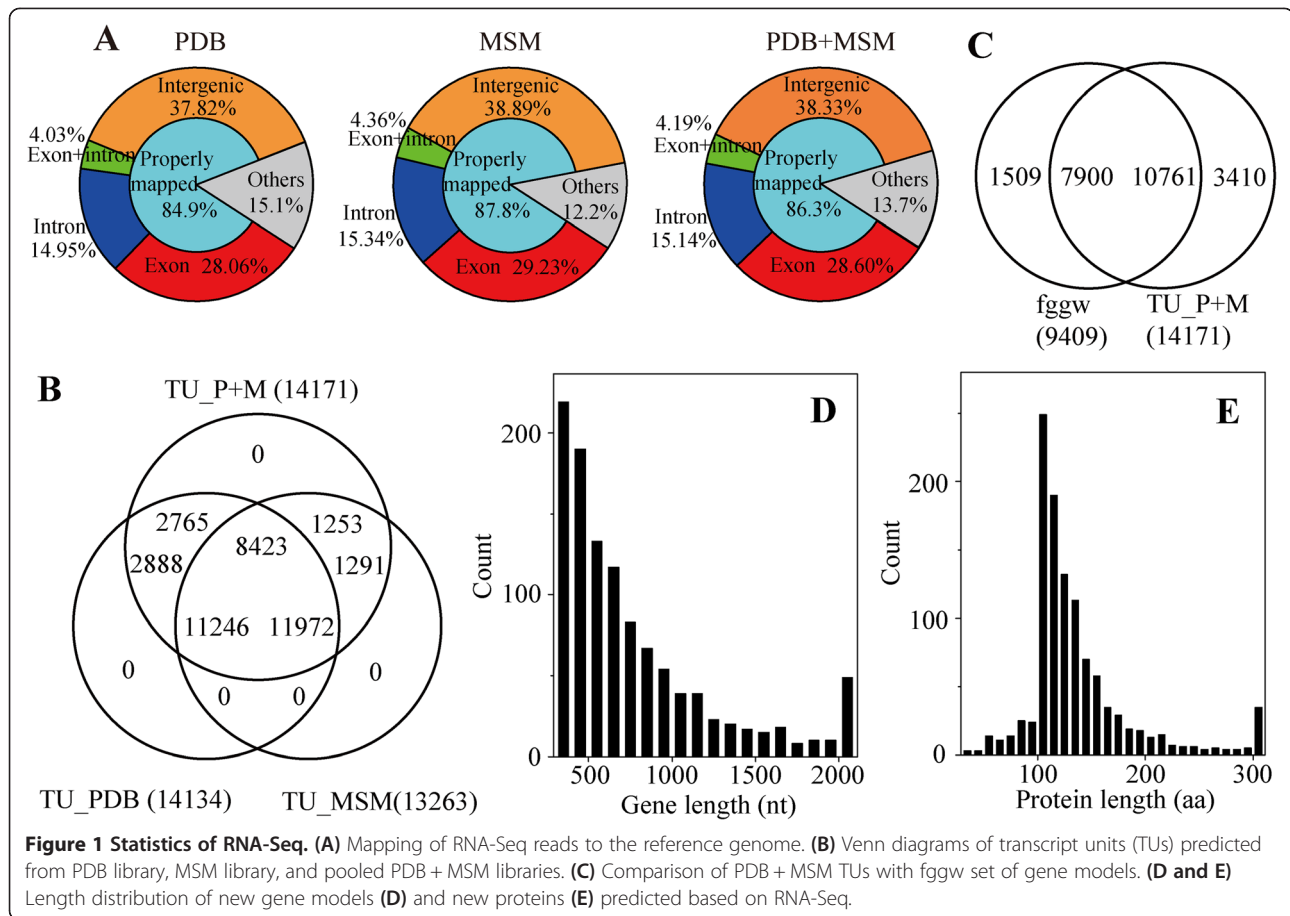 A
PDB
Intergenic
37.82%
4.03%
Exon+intron
Properly
mapped
84.9%
Others
15.1%
Intron
14.95%
Exon 28.06%
MSM
Intergenic
38.89%
4.36%
Exon+intron
Properly
mapped
87.8%
Others
12.2%
Intron
15.34%
Exon 29.23%
PDB+MSM
Intergenic
38.33%
4.19%
Exon+intron
Properly
mapped
86.3%
Others
13.7%
Intron
15.14%
Exon 28.60%
C
1509 7900 10761 3410
fggw
(9409)
TU_P+M
(14171)
B
TU_P+M (14171)
0
2765
2888
8423
1253
1291
11246 11972
0
0 0
0
TU_PDB (14134)
TU_MSM(13263)
D
Count
200
100
0
500 1000 1500 2000
Gene length (nt)
E
Count
200
100
0
100 200 300
Protein length (aa)
Figure 1 Statistics of RNA-Seq. (A) Mapping of RNA-Seq reads to the reference genome. (B) Venn diagrams of transcript units (TUs) predicted
from PDB library, MSM library, and pooled PDB + MSM libraries. (C) Comparison of PDB + MSM TUs with fggw set of gene models. (D and E)
Length distribution of new gene models (D) and new proteins (E) predicted based on RNA-Seq.